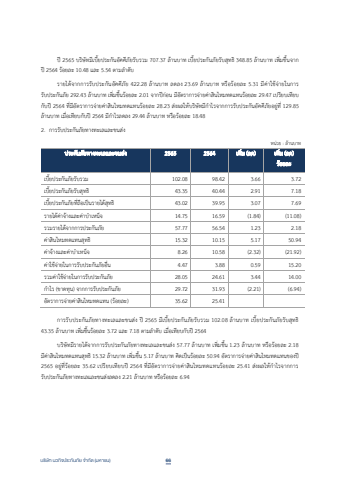 ปี 2565 บริษัทมีเบี้ยประกันอัคคีภัยรับรวม 707.37 ล้านบาท เบี้ยประกันภัยรับสุทธิ 348.85 ล้านบาท เพิ่มขึ้นจาก
ปี 2564 ร้อยละ 10.48 และ 5.34 ตามลำดับ
รายได้จากการรับประกันอัคคีภัย 422.28 ล้านบาท ลดลง 23.69 ล้านบาท หรือร้อยละ 5.31 มีค่าใช้จ่ายในการ
รับประกันภัย 292.43 ล้านบาท เพิ่มขึ้นร้อยละ 2.01 จากปีก่อน มีอัตราการจ่ายค่าสินไหมทดแทนร้อยละ 29.47 เปรียบเทียบ
กับปี 2564 ที่มีอัตราการจ่ายค่าสินไหมทดแทนร้อยละ 28.23 ส่งผลให้บริษัทมีกำไรจากการรับประกันอัคคีภัยอยู่ที่ 129.85
ล้านบาท เมื่อเทียบกับปี 2564 มีกำไรลดลง 29.44 ล้านบาท หรือร้อยละ 18.48
2. การรับประกันภัยทางทะเลและขนส่ง
หน่วย : ล้านบาท
ประกันภัยทางทะเลและขนส่ง 2565 2564 เพิ่ม (ลด) เพิ่ม (ลด)
ร้อยละ
เบี้ยประกันภัยรับรวม 102.08 98.42 3.66 3.72
เบี้ยประกันภัยรับสุทธิ 43.35 40.44 2.91 7.18
เบี้ยประกันภัยที่ถือเป็นรายได้สุทธิ 43.02 39.95 3.07 7.69
รายได้ค่าจ้างและค่าบำเหน็จ 14.75 16.59 (1.84) (11.08)
รวมรายได้จากการประกันภัย 57.77 56.54 1.23 2.18
ค่าสินไหมทดแทนสุทธิ 15.32 10.15 5.17 50.94
ค่าจ้างและค่าบำเหน็จ 8.26 10.58 (2.32) (21.92)
ค่าใช้จ่ายในการรับประกันภัยอื่น 4.47 3.88 0.59 15.20
รวมค่าใช้จ่ายในการรับประกันภัย 28.05 24.61 3.44 14.00
กำไร (ขาดทุน) จากการรับประกันภัย 29.72 31.93 (2.21) (6.94)
อัตราการจ่ายค่าสินไหมทดแทน (ร้อยละ) 35.62 25.41
การรับประกันภัยทางทะเลและขนส่ง ปี 2565 มีเบี้ยประกันภัยรับรวม 102.08 ล้านบาท เบี้ยประกันภัยรับสุทธิ
43.35 ล้านบาท เพิ่มขึ้นร้อยละ 3.72 และ 7.18 ตามลำดับ เมื่อเทียบกับปี 2564
บริษัทมีรายได้จากการรับประกันภัยทางทะเลและขนส่ง 57.77 ล้านบาท เพิ่มขึ้น 1.23 ล้านบาท หรือร้อยละ 2.18
มีค่าสินไหมทดแทนสุทธิ 15.32 ล้านบาท เพิ่มขึ้น 5.17 ล้านบาท คิดเป็นร้อยละ 50.94 อัตราการจ่ายค่าสินไหมทดแทนของปี
2565 อยู่ที่ร้อยละ 35.62 เปรียบเทียบปี 2564 ที่มีอัตราการจ่ายค่าสินไหมทดแทนร้อยละ 25.41 ส่งผลให้กำไรจากการ
รับประกันภัยทางทะเลและขนส่งลดลง 2.21 ล้านบาท หรือร้อยละ 6.94